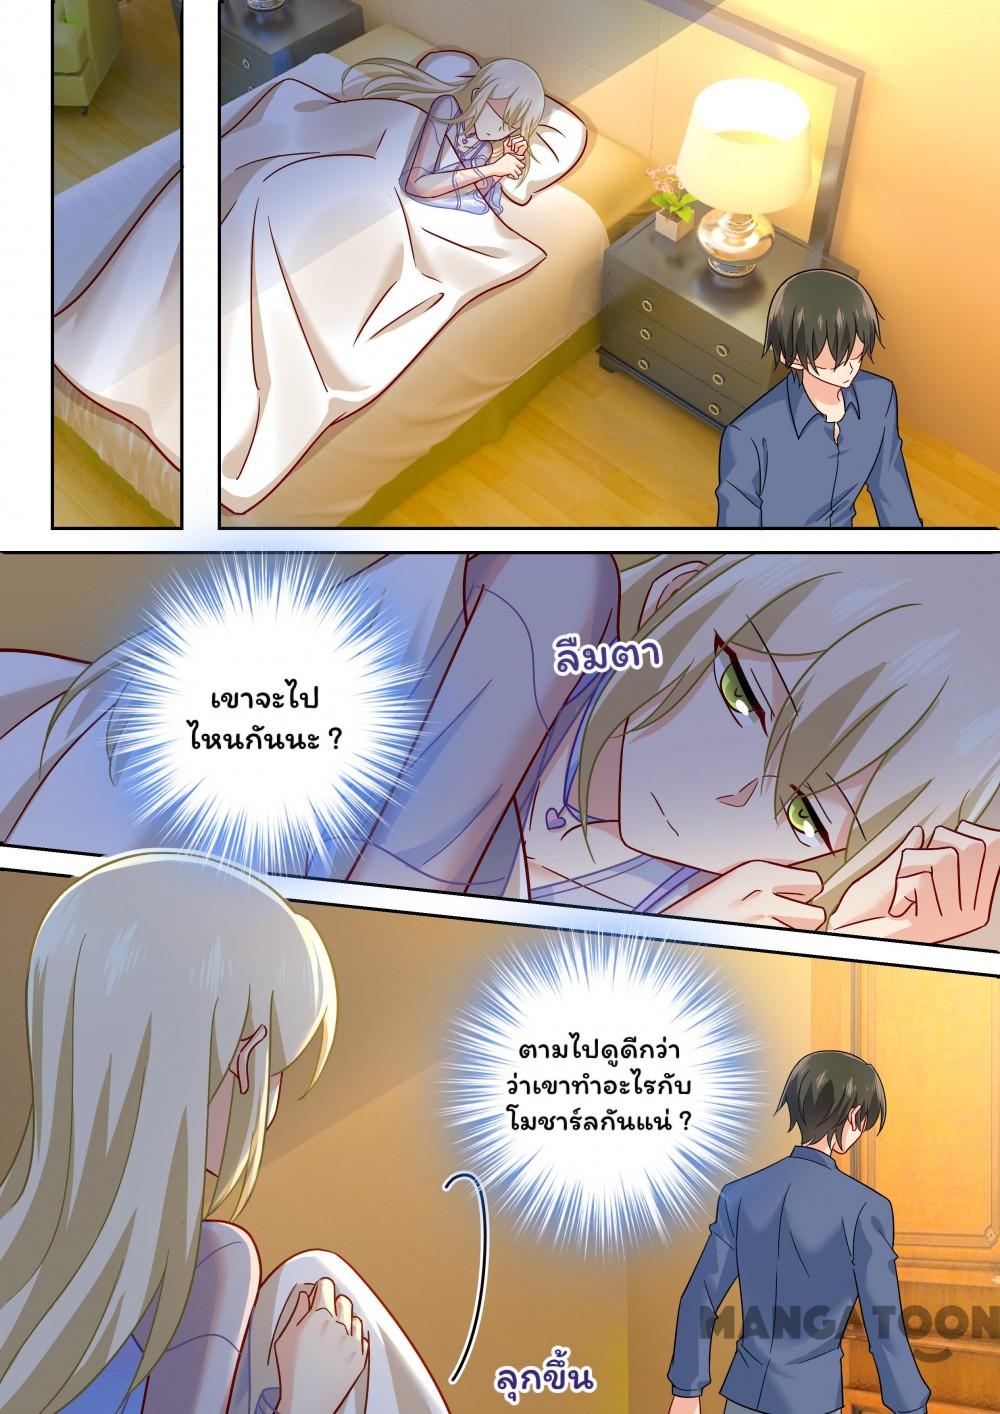 ลืมตา
เขาจะไป
ไหนกันนะ ?
ตามไปดูดีกว่า
ว่าเขาทำอะไรกับ
โมชาร์ลกันแน่ ?
MANGATOON
ลุกขึ้น